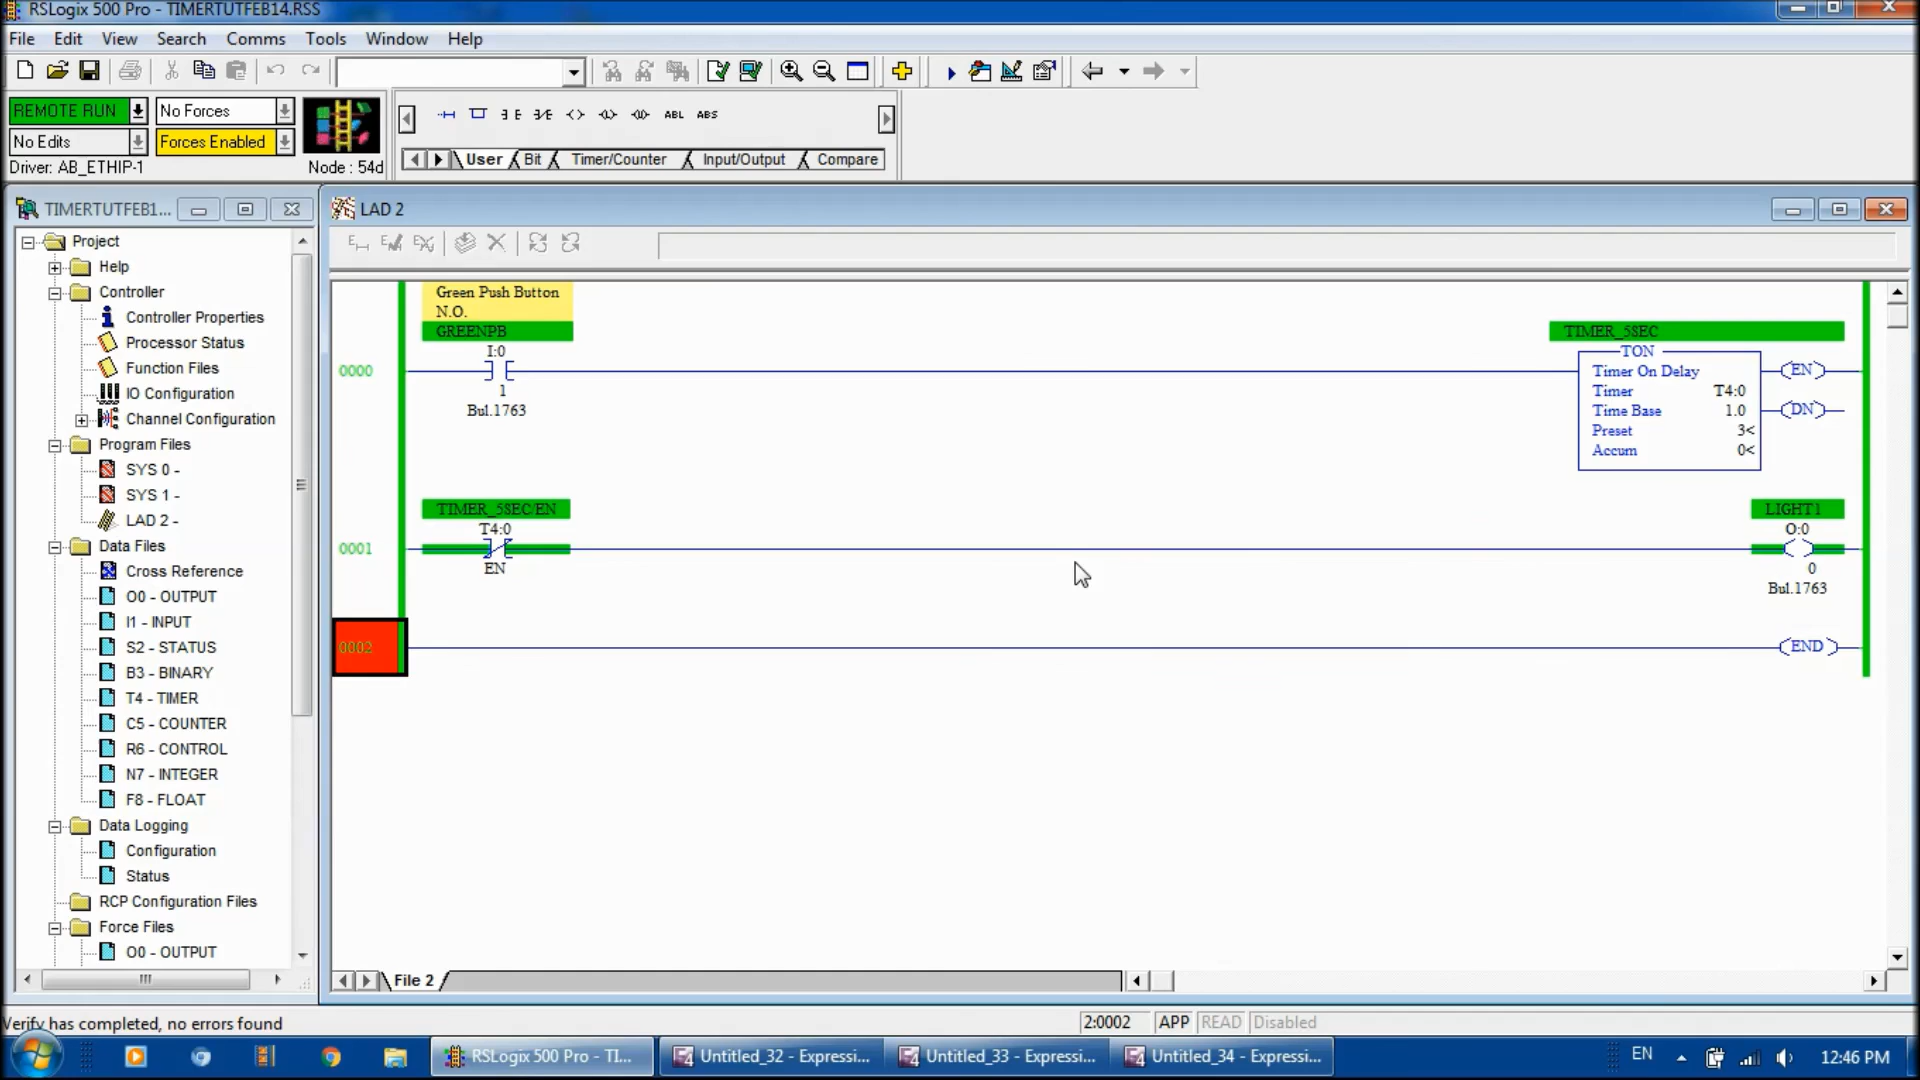 RSLogix 500 Pro - TIMERTUTFEB14.RSS
File Edit View Search Comms Tools Window Help
REMOTE RUN No Forces
No Edits Forces Enabled
Driver: AB_ETHIP-1 Node : 54d
ABL ABS
User Bit Timer/Counter Input/Output Compare
TIMERTUTFEB1...
Project
Help
Controller
Controller Properties
Processor Status
Function Files
IO Configuration
Channel Configuration
Program Files
SYS 0 -
SYS 1 -
LAD 2 -
Data Files
Cross Reference
O0 - OUTPUT
I1 - INPUT
S2 - STATUS
B3 - BINARY
T4 - TIMER
C5 - COUNTER
R6 - CONTROL
N7 - INTEGER
F8 - FLOAT
Data Logging
Configuration
Status
RCP Configuration Files
Force Files
O0 - OUTPUT
LAD 2
Green Push Button
N.O.
GREENPB
I:0
0000
1
Bul.1763
TIMER_5SEC
TON
Timer On Delay
Timer T4:0
Time Base 1.0
Preset 3<
Accum 0<
EN
DN
TIMER_5SEC/EN
T4:0
0001
EN
LIGHT1
O:0
0
Bul.1763
0002
END
File 2
Verify has completed, no errors found
2:0002 APP READ Disabled
RSLogix 500 Pro - TI...
Untitled_32 - Expressi...
Untitled_33 - Expressi...
Untitled_34 - Expressi...
EN
12:46 PM